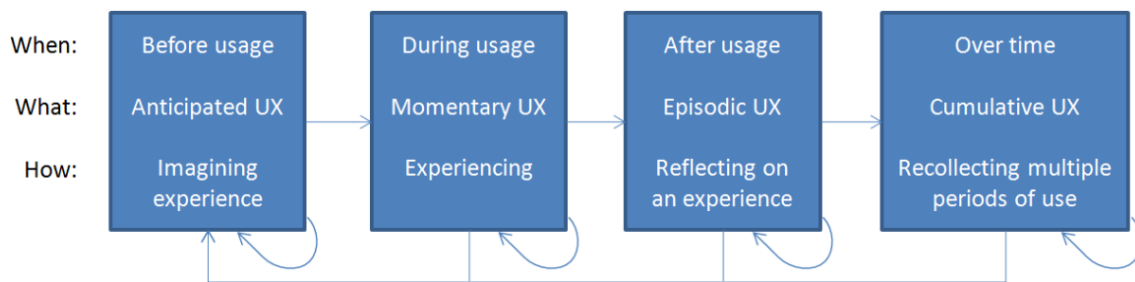 When: Before usage During usage After usage Over time
What: Anticipated UX Momentary UX Episodic UX Cumulative UX
How: Imagining Experiencing Reflecting on Recollecting multiple
experience an experience periods of use